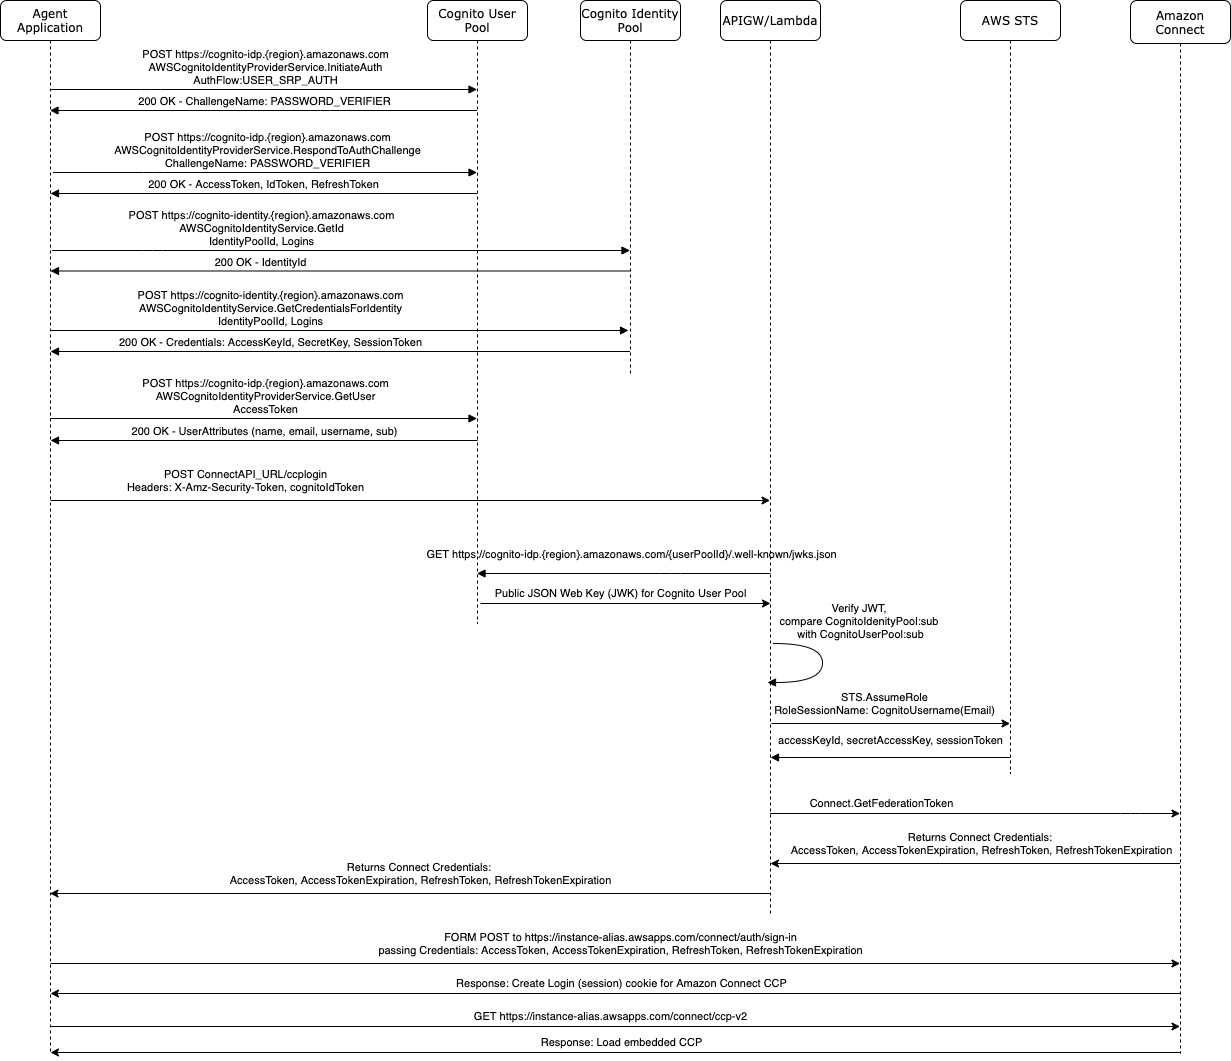 Agent
Application
Cognito User
Pool
Cognito Identity
Pool
APIGW/Lambda
AWS STS
Amazon
Connect
POST https://cognito-idp.{region}.amazonaws.com
AWSCognitoIdentityProviderService.InitiateAuth
AuthFlow:USER_SRP_AUTH
200 OK - ChallengeName: PASSWORD_VERIFIER
POST https://cognito-idp.{region}.amazonaws.com
AWSCognitoIdentityProviderService.RespondToAuthChallenge
ChallengeName: PASSWORD_VERIFIER
200 OK - AccessToken, IdToken, RefreshToken
POST https://cognito-identity.{region}.amazonaws.com
AWSCognitoIdentityService.GetId
IdentityPoolId, Logins
200 OK - IdentityId
POST https://cognito-identity.{region}.amazonaws.com
AWSCognitoIdentityService.GetCredentialsForIdentity
IdentityPoolId, Logins
200 OK - Credentials: AccessKeyId, SecretKey, SessionToken
POST https://cognito-idp.{region}.amazonaws.com
AWSCognitoIdentityProviderService.GetUser
AccessToken
200 OK - UserAttributes (name, email, username, sub)
POST ConnectAPI_URL/ccplogin
Headers: X-Amz-Security-Token, cognitoIdToken
GET https://cognito-idp.{region}.amazonaws.com/{userPoolId}/.well-known/jwks.json
Public JSON Web Key (JWK) for Cognito User Pool
Verify JWT,
compare CognitoIdenityPool:sub
with CognitoUserPool:sub
STS.AssumeRole
RoleSessionName: CognitoUsername(Email)
accessKeyId, secretAccessKey, sessionToken
Connect.GetFederationToken
Returns Connect Credentials:
AccessToken, AccessTokenExpiration, RefreshToken, RefreshTokenExpiration
Returns Connect Credentials:
AccessToken, AccessTokenExpiration, RefreshToken, RefreshTokenExpiration
FORM POST to https://instance-alias.awsapps.com/connect/auth/sign-in
passing Credentials: AccessToken, AccessTokenExpiration, RefreshToken, RefreshTokenExpiration
Response: Create Login (session) cookie for Amazon Connect CCP
GET https://instance-alias.awsapps.com/connect/ccp-v2
Response: Load embedded CCP